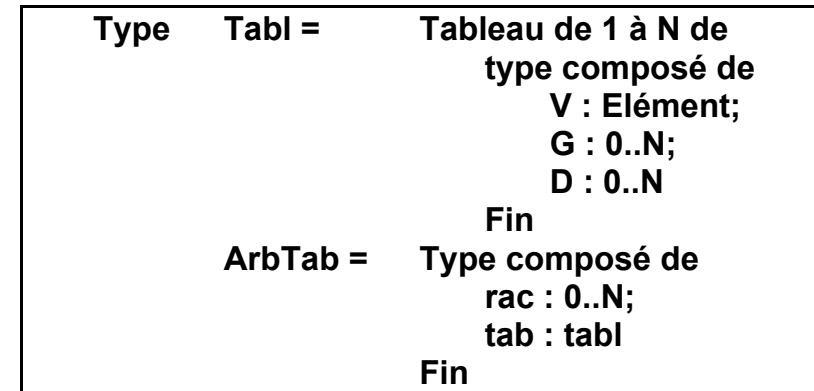 Type Tabl = Tableau de 1 à N de
type composé de
V : Elément;
G : 0..N;
D : 0..N
Fin
ArbTab = Type composé de
rac : 0..N;
tab : tabl
Fin